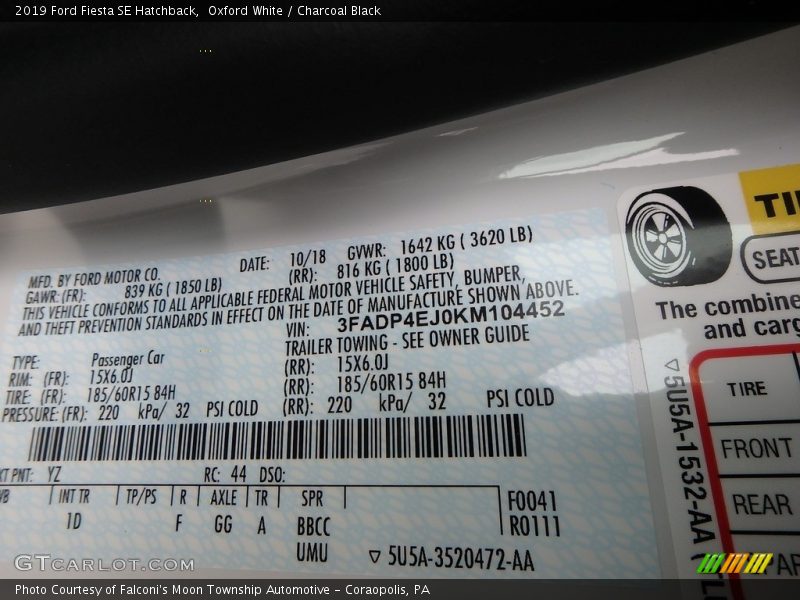 2019 Ford Fiesta SE Hatchback, Oxford White / Charcoal Black
MFD. BY FORD MOTOR CO.
DATE: 10/18 GVWR: 1642 KG ( 3620 LB)
GAWR: (FR): 839 KG ( 1850 LB) (RR): 816 KG ( 1800 LB)
THIS VEHICLE CONFORMS TO ALL APPLICABLE FEDERAL MOTOR VEHICLE SAFETY, BUMPER,
AND THEFT PREVENTION STANDARDS IN EFFECT ON THE DATE OF MANUFACTURE SHOWN ABOVE.
VIN: 3FADP4EJ0KM104452
TYPE: Passenger Car TRAILER TOWING - SEE OWNER GUIDE
RIM: (FR): 15X6.0J (RR): 15X6.0J
TIRE: (FR): 185/60R15 84H (RR): 185/60R15 84H
PRESSURE: (FR): 220 kPa/ 32 PSI COLD (RR): 220 kPa/ 32 PSI COLD
PNT: YZ RC: 44 DSO:
INT TR TP/PS R AXLE TR SPR F0041
1D F GG A BBCC R0111
UMU 5U5A-3520472-AA
SEAT
The combine
and carg
TIRE
FRONT
REAR
5U5A-1532-AA
GTCARLOT.COM
Photo Courtesy of Falconi's Moon Township Automotive - Coraopolis, PA